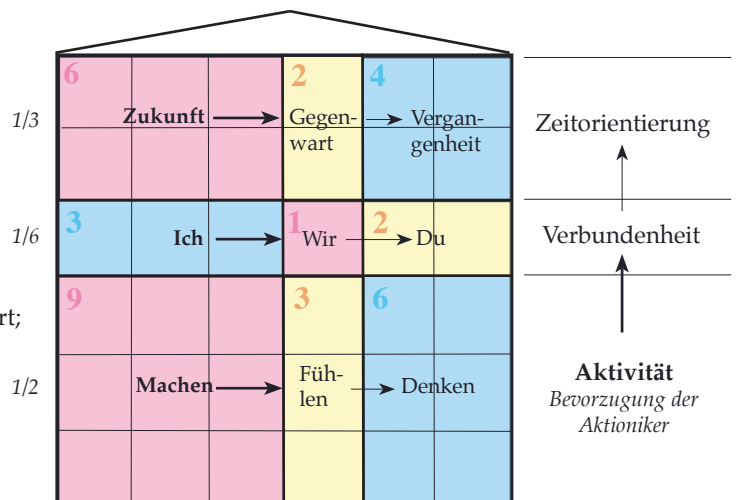 6 2 4
1/3 Zukunft Gegen- Vergan- Zeitorientierung
wart genheit
3 1 2
1/6 Ich Wir Du Verbundenheit
9 3 6
rt;
1/2 Machen Füh- Denken Aktivität
len Bevorzugung der
Aktioniker